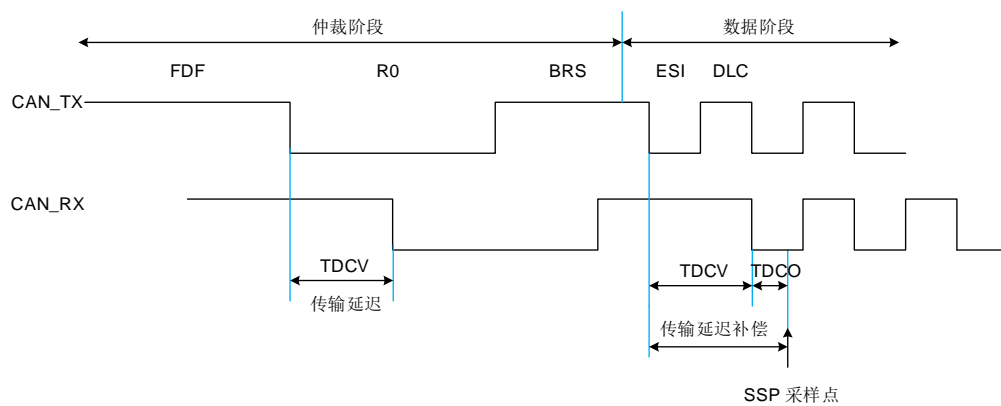 仲裁阶段
数据阶段
FDF
R0
BRS
ESI
DLC
CAN_TX
CAN_RX
TDCV
TDCV
TDCO
传输延迟
传输延迟补偿
SSP 采样点